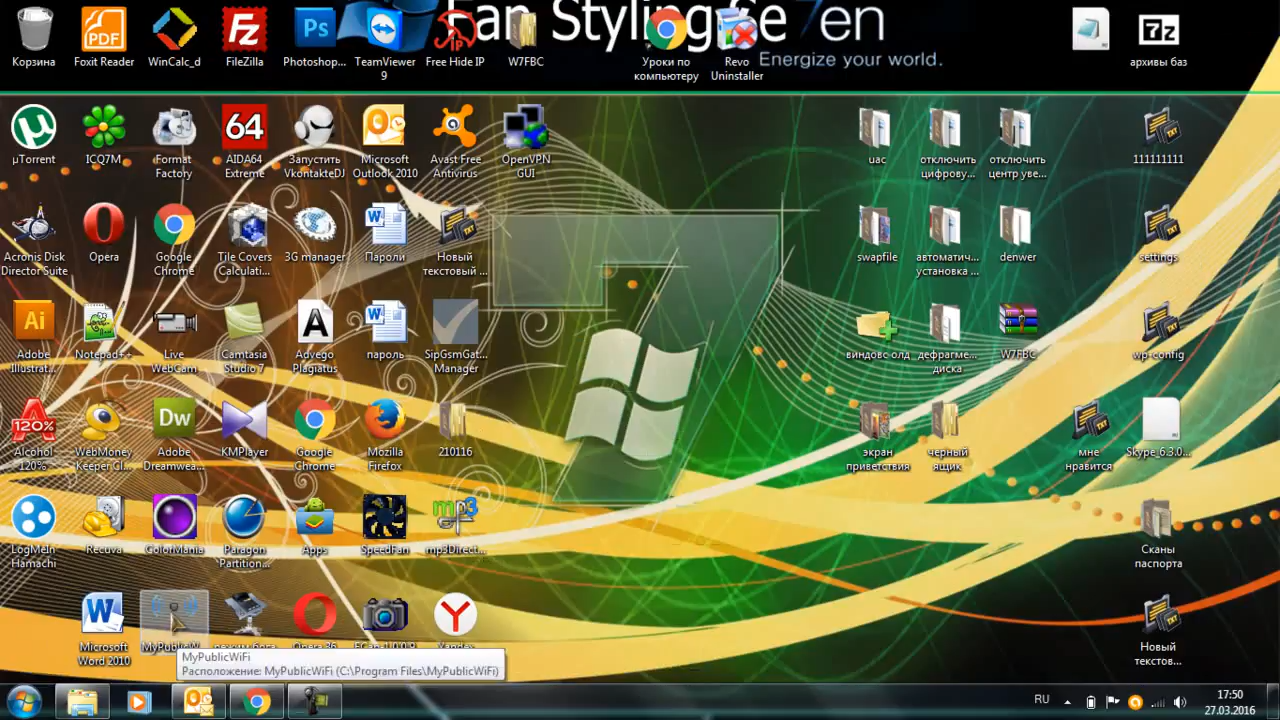 Fan Styling Se7en
Energize your world.
Корзина
Foxit Reader
WinCalc_d
FileZilla
Photoshop...
TeamViewer
9
Free Hide IP
W7FBC
Уроки по
компьютеру
Revo
Uninstaller
архивы баз
µTorrent
ICQ7M
Format
Factory
AIDA64
Extreme
Запустить
VkontakteDJ
Microsoft
Outlook 2010
Avast Free
Antivirus
OpenVPN
GUI
uac
отключить
цифрову...
отключить
центр уве...
111111111
Acronis Disk
Director Suite
Opera
Google
Chrome
Tile Covers
Calculati...
3G manager
Пароли
Новый
текстовый ...
swapfile
автоматич...
установка ...
denwer
settings
Adobe
Illustrat...
Notepad++
Live
WebCam
Camtasia
Studio 7
Advego
Plagiatus
пароль
SipGsmGat...
Manager
виндовс олд
дефрагме...
диска
W7FBC
wp-config
Alcohol
120%
WebMoney
Keeper Cl...
Adobe
Dreamwea...
KMPlayer
Google
Chrome
Mozilla
Firefox
210116
экран
приветствия
черный
ящик
мне
нравится
Skype_6.3.0...
LogMeIn
Hamachi
Recuva
ColorMania
Paragon
Partition...
Apps
SpeedFan
mp3Direct...
Сканы
паспорта
Microsoft
Word 2010
MyPublicW...
Новый
текстов...
MyPublicWiFi
Расположение: MyPublicWiFi (C:\Program Files\MyPublicWiFi)
RU
17:50
27.03.2016